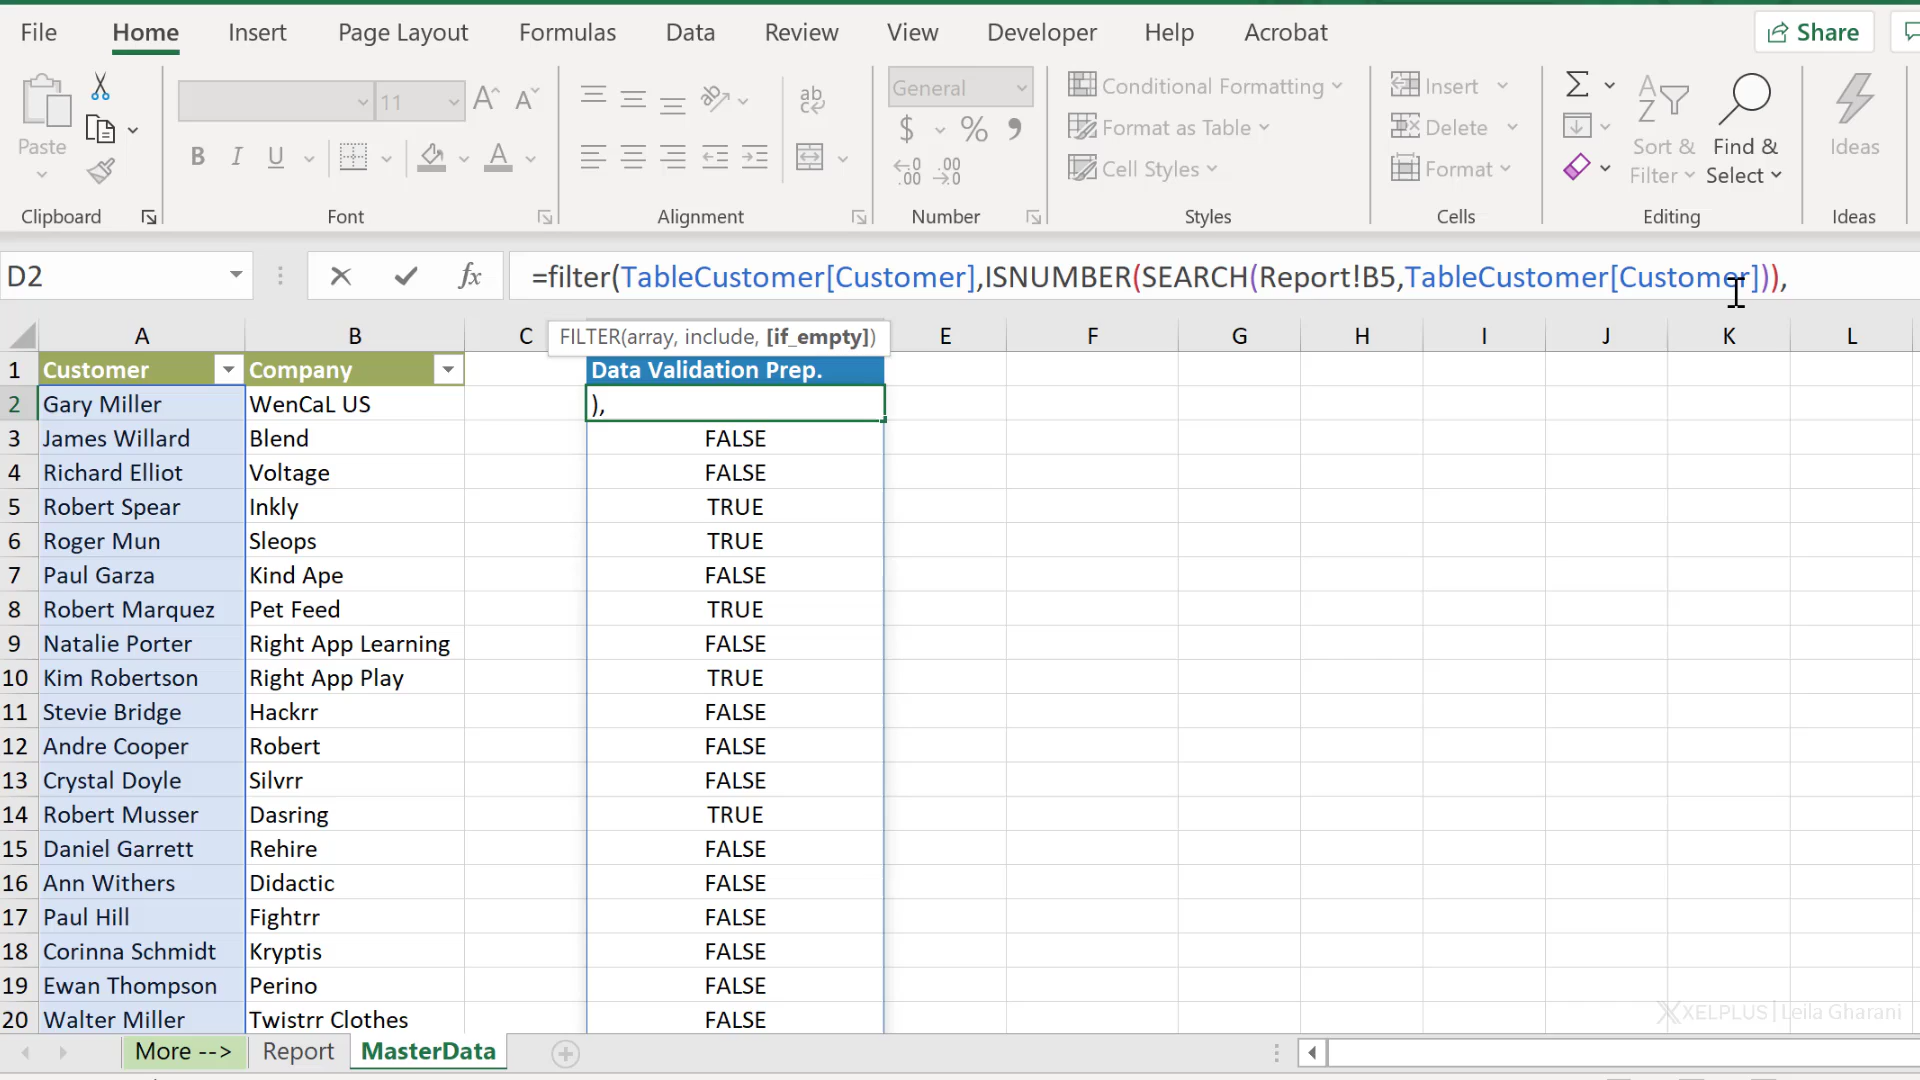 File Home Insert Page Layout Formulas Data Review View Developer Help Acrobat Share
11 General Conditional Formatting Insert
ab
Paste $ % Format as Table Delete Sort & Find & Ideas
B I U A .00 .00 Cell Styles Format Filter Select
Clipboard Font Alignment Number Styles Cells Editing Ideas
D2 fx =filter(TableCustomer[Customer],ISNUMBER(SEARCH(Report!B5,TableCustomer[Customer])),
FILTER(array, include, [if_empty])
A B C E F G H I J K L
1 Customer Company Data Validation Prep.
2 Gary Miller WenCaL US ),
3 James Willard Blend FALSE
4 Richard Elliot Voltage FALSE
5 Robert Spear Inkly TRUE
6 Roger Mun Sleops TRUE
7 Paul Garza Kind Ape FALSE
8 Robert Marquez Pet Feed TRUE
9 Natalie Porter Right App Learning FALSE
10 Kim Robertson Right App Play TRUE
11 Stevie Bridge Hackrr FALSE
12 Andre Cooper Robert FALSE
13 Crystal Doyle Silvrr FALSE
14 Robert Musser Dasring TRUE
15 Daniel Garrett Rehire FALSE
16 Ann Withers Didactic FALSE
17 Paul Hill Fightrr FALSE
18 Corinna Schmidt Kryptis FALSE
19 Ewan Thompson Perino FALSE
20 Walter Miller Twistrr Clothes FALSE
XELPLUS | Leila Gharani
More --> Report MasterData